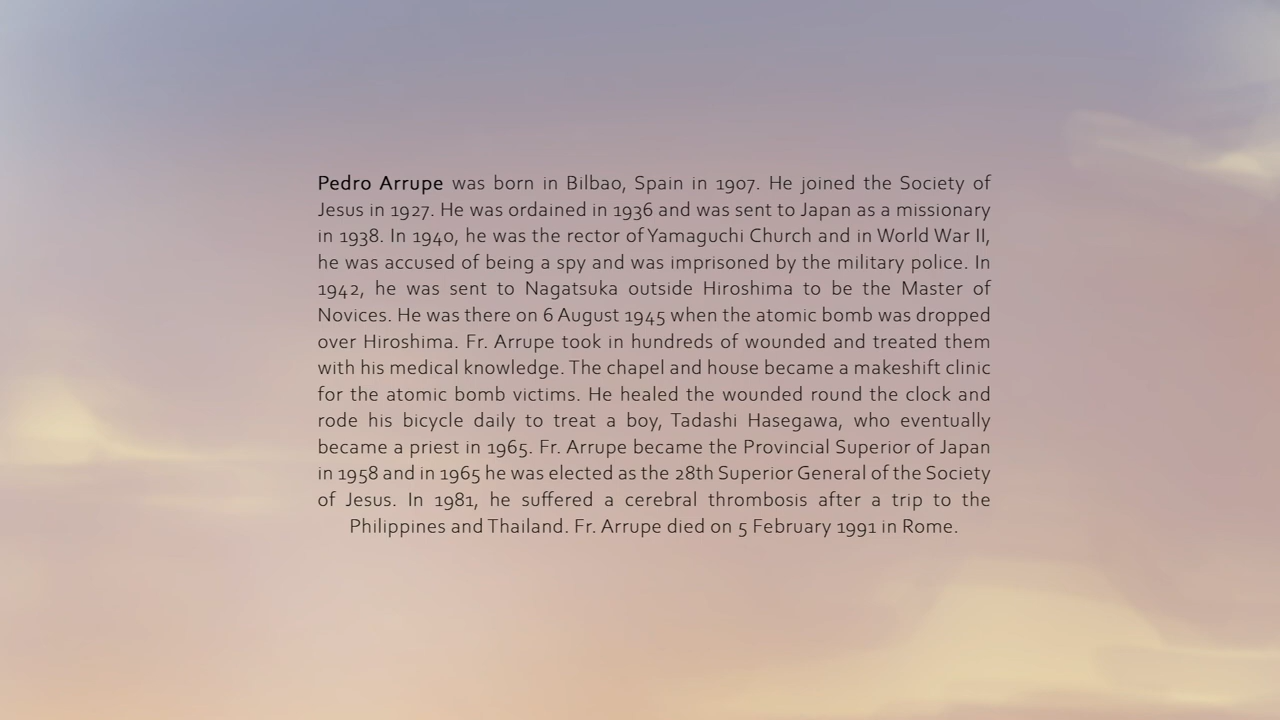 Pedro Arrupe was born in Bilbao, Spain in 1907. He joined the Society of
Jesus in 1927. He was ordained in 1936 and was sent to Japan as a missionary
in 1938. In 1940, he was the rector of Yamaguchi Church and in World War II,
he was accused of being a spy and was imprisoned by the military police. In
1942, he was sent to Nagatsuka outside Hiroshima to be the Master of
Novices. He was there on 6 August 1945 when the atomic bomb was dropped
over Hiroshima. Fr. Arrupe took in hundreds of wounded and treated them
with his medical knowledge. The chapel and house became a makeshift clinic
for the atomic bomb victims. He healed the wounded round the clock and
rode his bicycle daily to treat a boy, Tadashi Hasegawa, who eventually
became a priest in 1965. Fr. Arrupe became the Provincial Superior of Japan
in 1958 and in 1965 he was elected as the 28th Superior General of the Society
of Jesus. In 1981, he suffered a cerebral thrombosis after a trip to the
Philippines and Thailand. Fr. Arrupe died on 5 February 1991 in Rome.